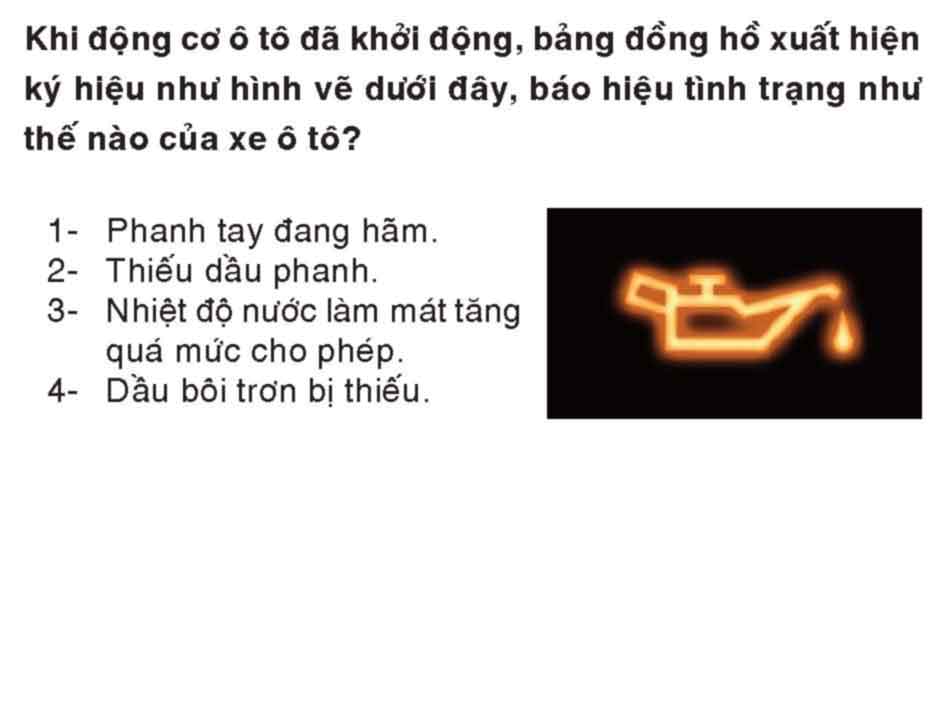 Khi động cơ ô tô đã khởi động, bảng đồng hồ xuất hiện
ký hiệu như hình vẽ dưới đây, báo hiệu tình trạng như
thế nào của xe ô tô?
1- Phanh tay đang hãm.
2- Thiếu dầu phanh.
3- Nhiệt độ nước làm mát tăng
quá mức cho phép.
4- Dầu bôi trơn bị thiếu.